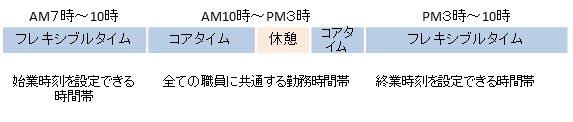 AM７時～10時
AM10時～PM３時
PM３時～10時
フレキシブルタイム
コアタイム
休憩
コアタ
イム
フレキシブルタイム
始業時刻を設定できる
時間帯
全ての職員に共通する勤務時間帯
終業時刻を設定できる時間帯